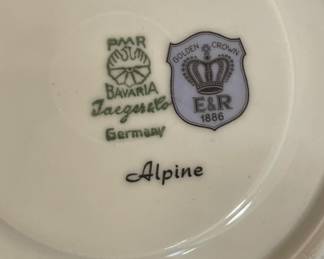 PMR
BAVARIA
Jaeger & Co
Germany
GOLDEN CROWN
E&R
1886
Alpine